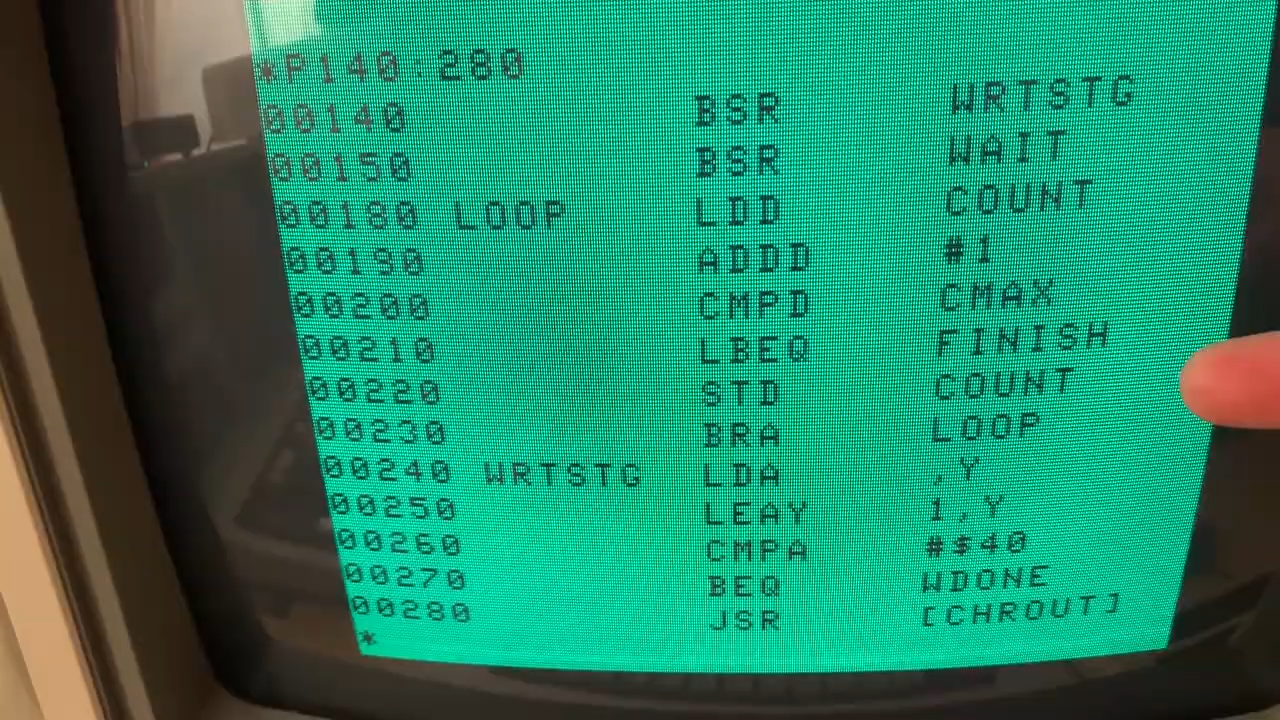 *P140:280
00140 BSR WRTSTG
00150 BSR WAIT
00180 LOOP LDD COUNT
00190 ADDD #1
00200 CMPD CMAX
00210 LBEQ FINISH
00220 STD COUNT
00230 BRA LOOP
00240 WRTSTG LDA ,Y
00250 LEAY 1,Y
00260 CMPA #$40
00270 BEQ WDONE
00280 JSR [CHROUT]
*